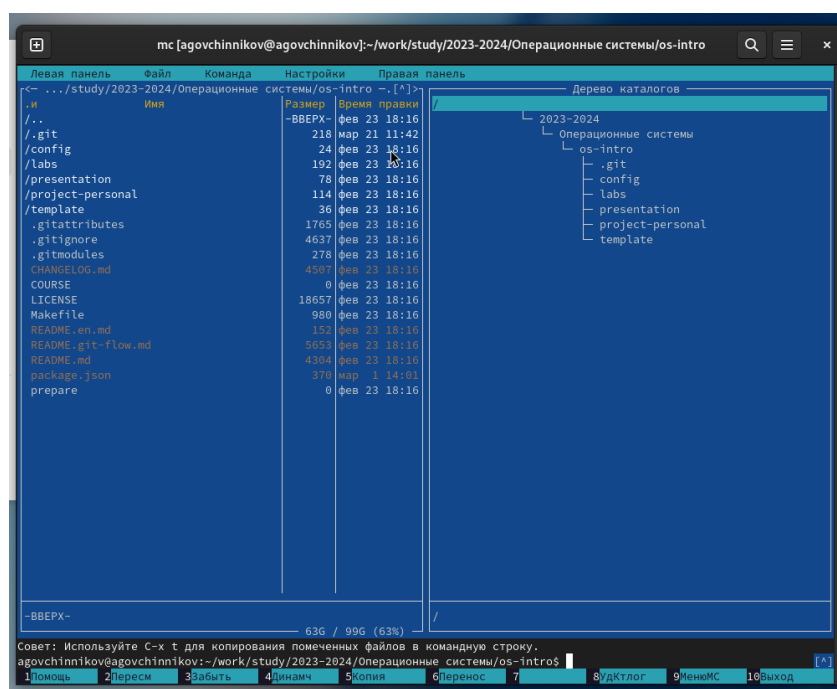 mc [agovchinnikov@agovchinnikov]:~/work/study/2023-2024/Операционные системы/os-intro
Левая панель Файл Команда Настройки Правая панель
<— .../study/2023-2024/Операционные системы/os-intro —.[^]>
.и Имя Размер Время правки
/.. -ВВЕРХ- фев 23 18:16
/.git 218 мар 21 11:42
/config 24 фев 23 18:16
/labs 192 фев 23 18:16
/presentation 78 фев 23 18:16
/project-personal 114 фев 23 18:16
/template 36 фев 23 18:16
.gitattributes 1765 фев 23 18:16
.gitignore 4637 фев 23 18:16
.gitmodules 278 фев 23 18:16
CHANGELOG.md 4507 фев 23 18:16
COURSE 0 фев 23 18:16
LICENSE 18657 фев 23 18:16
Makefile 980 фев 23 18:16
README.en.md 152 фев 23 18:16
README.git-flow.md 5653 фев 23 18:16
README.md 4304 фев 23 18:16
package.json 370 мар 1 14:01
prepare 0 фев 23 18:16
-ВВЕРХ-
63G / 99G (63%)
Дерево каталогов
/
2023-2024
Операционные системы
os-intro
.git
config
labs
presentation
project-personal
template
/
Совет: Используйте C-x t для копирования помеченных файлов в командную строку.
agovchinnikov@agovchinnikov:~/work/study/2023-2024/Операционные системы/os-intro$ [^]
1Помощь 2Пересм 3Забыть 4Динамч 5Копия 6Перенос 7 8УдКтлог 9МенюМС 10Выход